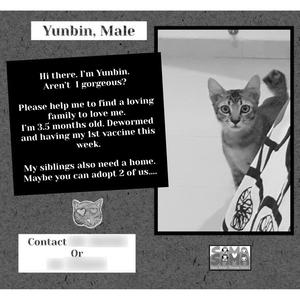 Yunbin, Male
Hi there, I'm Yunbin.
Aren't I gorgeous?
Please help me to find a loving
family to love me.
I'm 3.5 months old. Dewormed
and having my 1st vaccine this
week.
My siblings also need a home.
Maybe you can adopt 2 of us....
Contact
Or